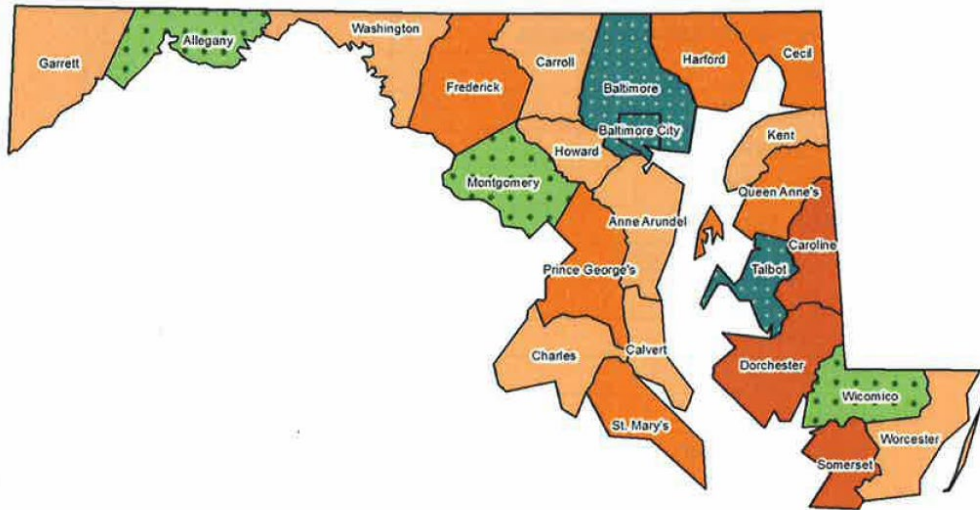 Washington
Allegany
Garrett
Carroll
Harford
Cecil
Frederick
Baltimore
Baltimore City
Kent
Howard
Montgomery
Queen Anne's
Anne Arundel
Caroline
Talbot
Prince George's
Charles
Calvert
Dorchester
Wicomico
St. Mary's
Worcester
Somerset